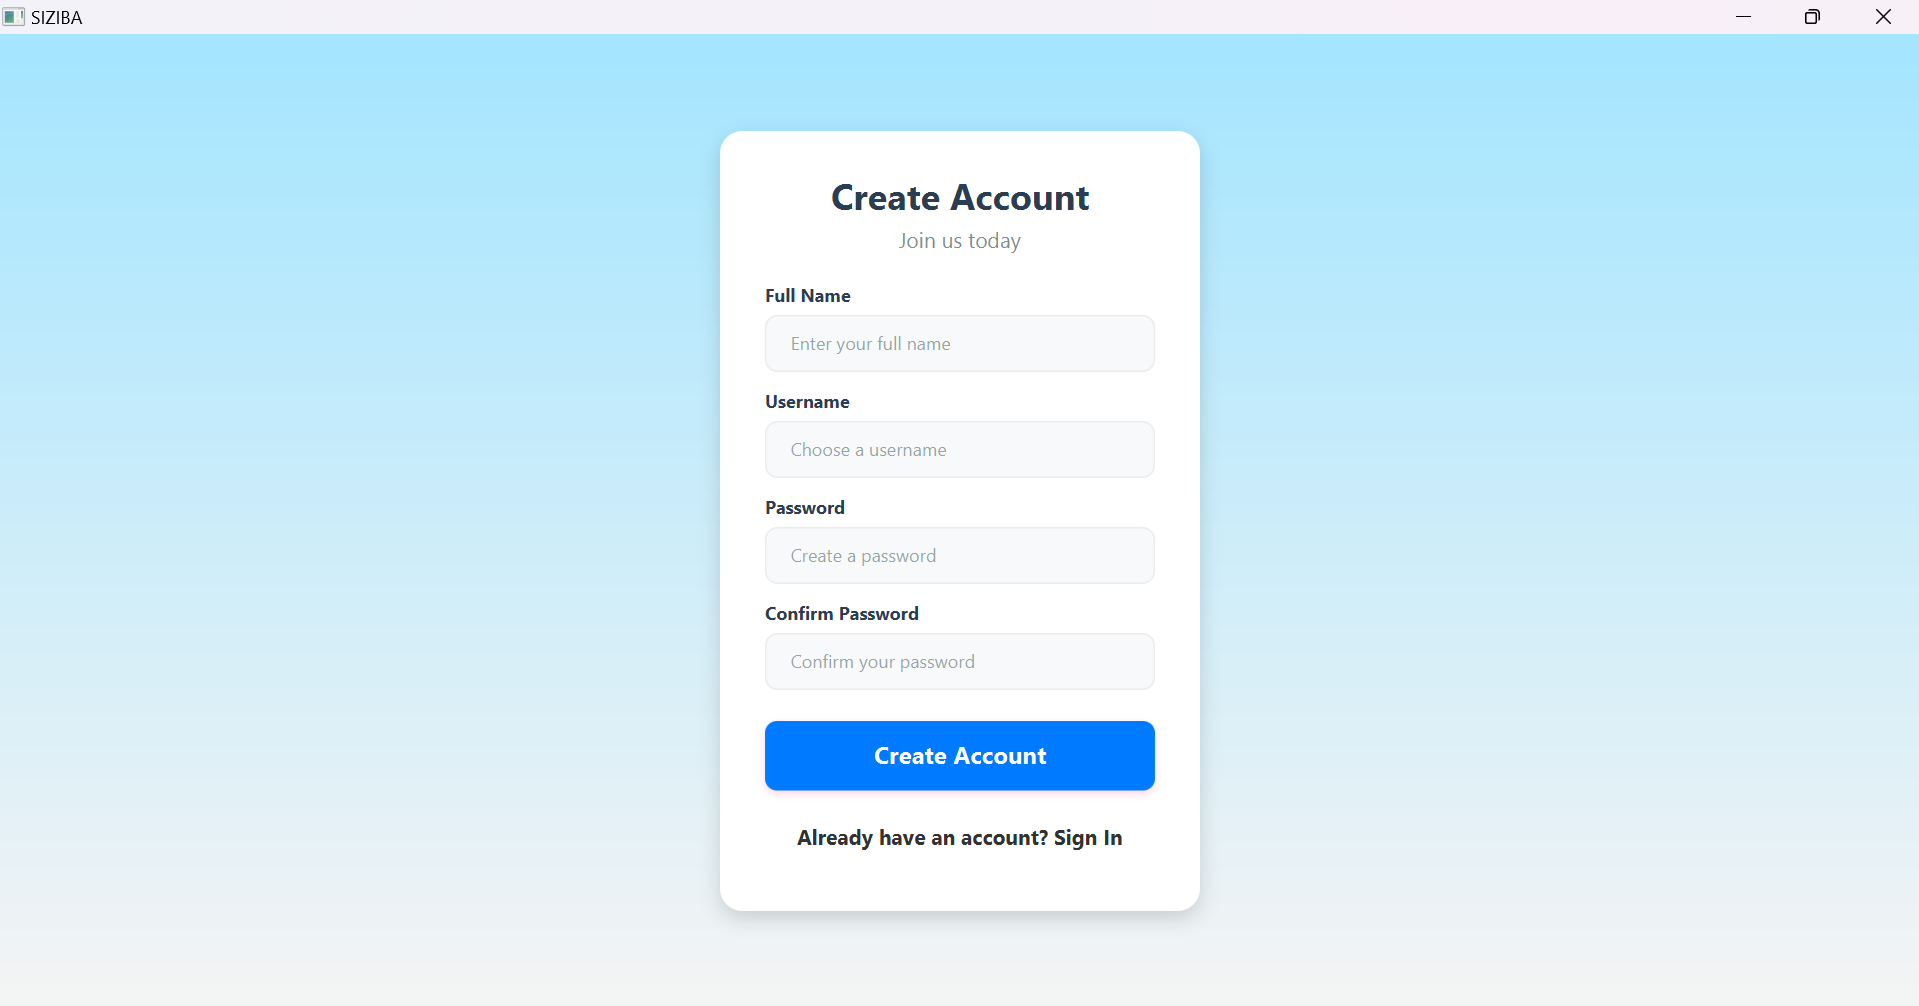 SIZIBA
Create Account
Join us today
Full Name
Enter your full name
Username
Choose a username
Password
Create a password
Confirm Password
Confirm your password
Create Account
Already have an account? Sign In